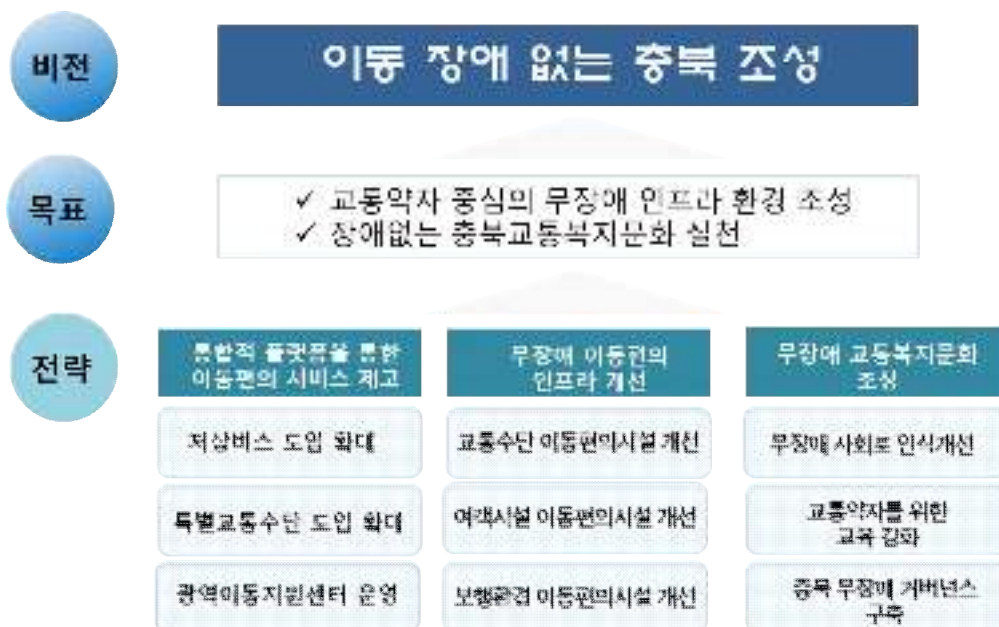 비전
이동 장애 없는 충북 조성
목표
✓ 교통약자 중심의 무장애 인프라 환경 조성
✓ 장애없는 충북교통복지문화 실천
전략
통합적 플랫폼을 통한
이동편의 서비스 제고
무장애 이동편의
인프라 개선
무장애 교통복지문화
조성
저상버스 도입 확대
교통수단 이동편의시설 개선
무장애 사회로 인식개선
특별교통수단 도입 확대
여객시설 이동편의시설 개선
교통약자를 위한
교육 강화
광역이동지원센터 운영
보행환경 이동편의시설 개선
충북 무장애 거버넌스
구축